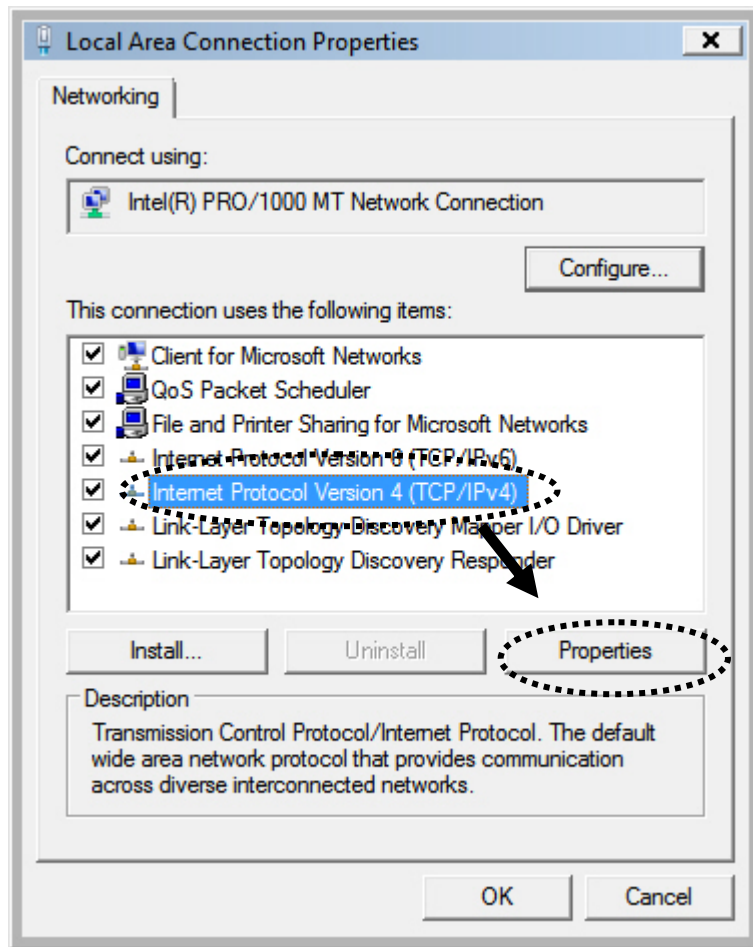 Local Area Connection Properties
Networking
Connect using:
Intel(R) PRO/1000 MT Network Connection
Configure...
This connection uses the following items:
Client for Microsoft Networks
QoS Packet Scheduler
File and Printer Sharing for Microsoft Networks
Internet Protocol Version 6 (TCP/IPv6)
Internet Protocol Version 4 (TCP/IPv4)
Link-Layer Topology Discovery Mapper I/O Driver
Link-Layer Topology Discovery Responder
Install...
Uninstall
Properties
Description
Transmission Control Protocol/Internet Protocol. The default
wide area network protocol that provides communication
across diverse interconnected networks.
OK
Cancel